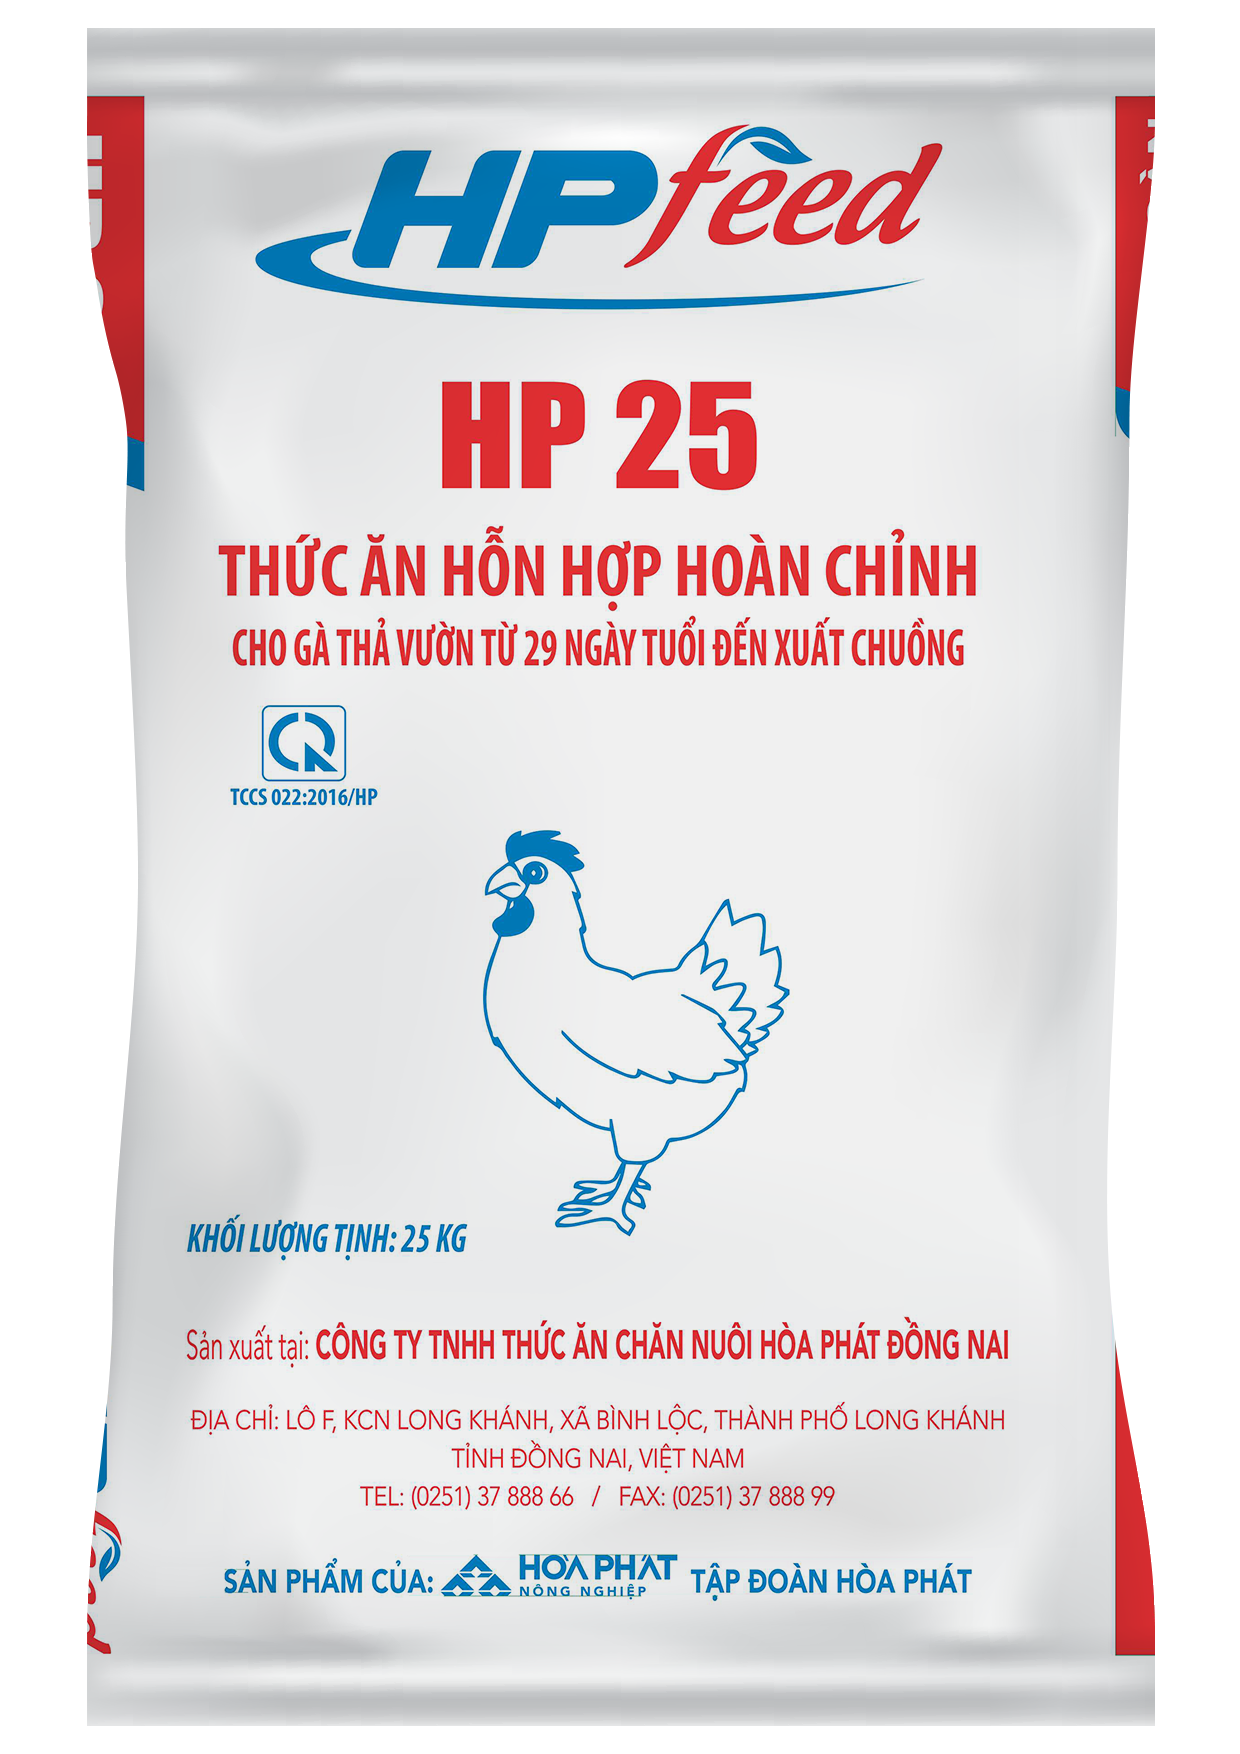 HPfeed
HP 25
THỨC ĂN HỖN HỢP HOÀN CHỈNH
CHO GÀ THẢ VƯỜN TỪ 29 NGÀY TUỔI ĐẾN XUẤT CHUỒNG
TCCS 022:2016/HP
KHỐI LƯỢNG TỊNH: 25 KG
Sản xuất tại: CÔNG TY TNHH THỨC ĂN CHĂN NUÔI HÒA PHÁT ĐỒNG NAI
ĐỊA CHỈ: LÔ F, KCN LONG KHÁNH, XÃ BÌNH LỘC, THÀNH PHỐ LONG KHÁNH
TỈNH ĐỒNG NAI, VIỆT NAM
TEL: (0251) 37 888 66 / FAX: (0251) 37 888 99
SẢN PHẨM CỦA: HÒA PHÁT NÔNG NGHIỆP TẬP ĐOÀN HÒA PHÁT